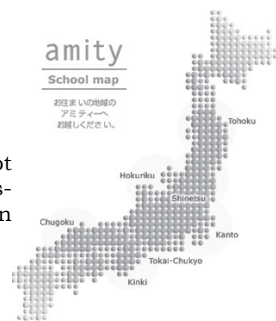 amity
School map
お住まいの地域の
アミティーへ
お越しください。
Tohoku
Hokuriku
Shinetsu
Kanto
Chugoku
Tokai-Chukyo
Kinki
ot
s-
n